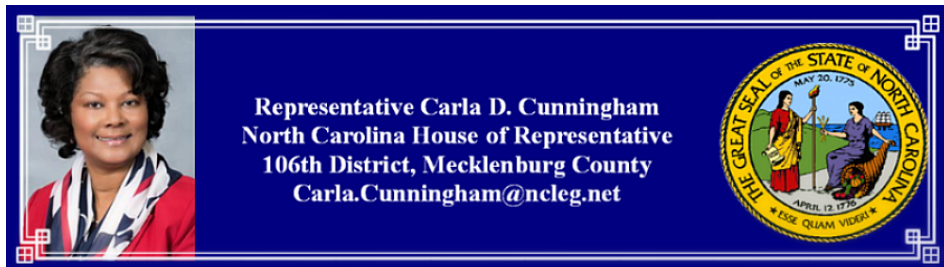 Representative Carla D. Cunningham
North Carolina House of Representative
106th District, Mecklenburg County
Carla.Cunningham@ncleg.net
THE GREAT SEAL OF THE STATE OF NORTH CAROLINA
MAY 20, 1775
APRIL 12, 1776
★ ESSE QUAM VIDERI ★